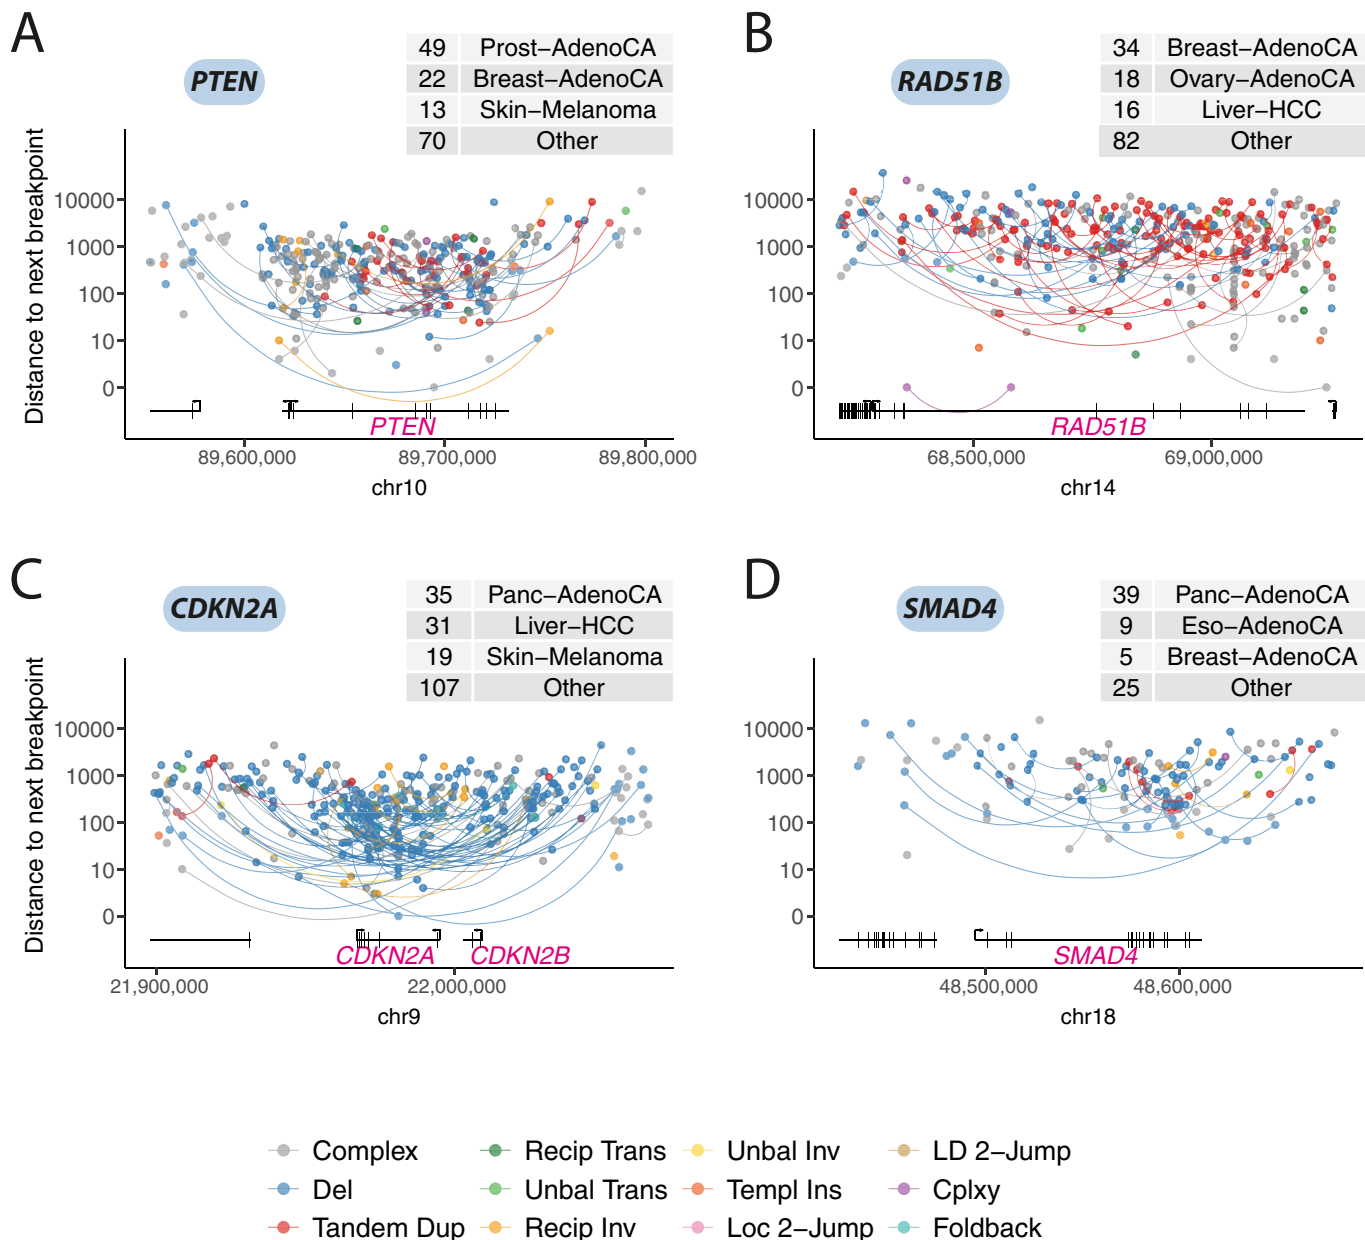 A
PTEN
49 Prost−AdenoCA
22 Breast−AdenoCA
13 Skin−Melanoma
70 Other
Distance to next breakpoint
10000
1000
100
10
0
PTEN
89,600,000 89,700,000 89,800,000
chr10
B
RAD51B
34 Breast−AdenoCA
18 Ovary−AdenoCA
16 Liver−HCC
82 Other
10000
1000
100
10
0
RAD51B
68,500,000 69,000,000
chr14
C
CDKN2A
35 Panc−AdenoCA
31 Liver−HCC
19 Skin−Melanoma
107 Other
Distance to next breakpoint
10000
1000
100
10
0
CDKN2A CDKN2B
21,900,000 22,000,000
chr9
D
SMAD4
39 Panc−AdenoCA
9 Eso−AdenoCA
5 Breast−AdenoCA
25 Other
10000
1000
100
10
0
SMAD4
48,500,000 48,600,000
chr18
Complex Recip Trans Unbal Inv LD 2−Jump
Del Unbal Trans Templ Ins Cplxy
Tandem Dup Recip Inv Loc 2−Jump Foldback